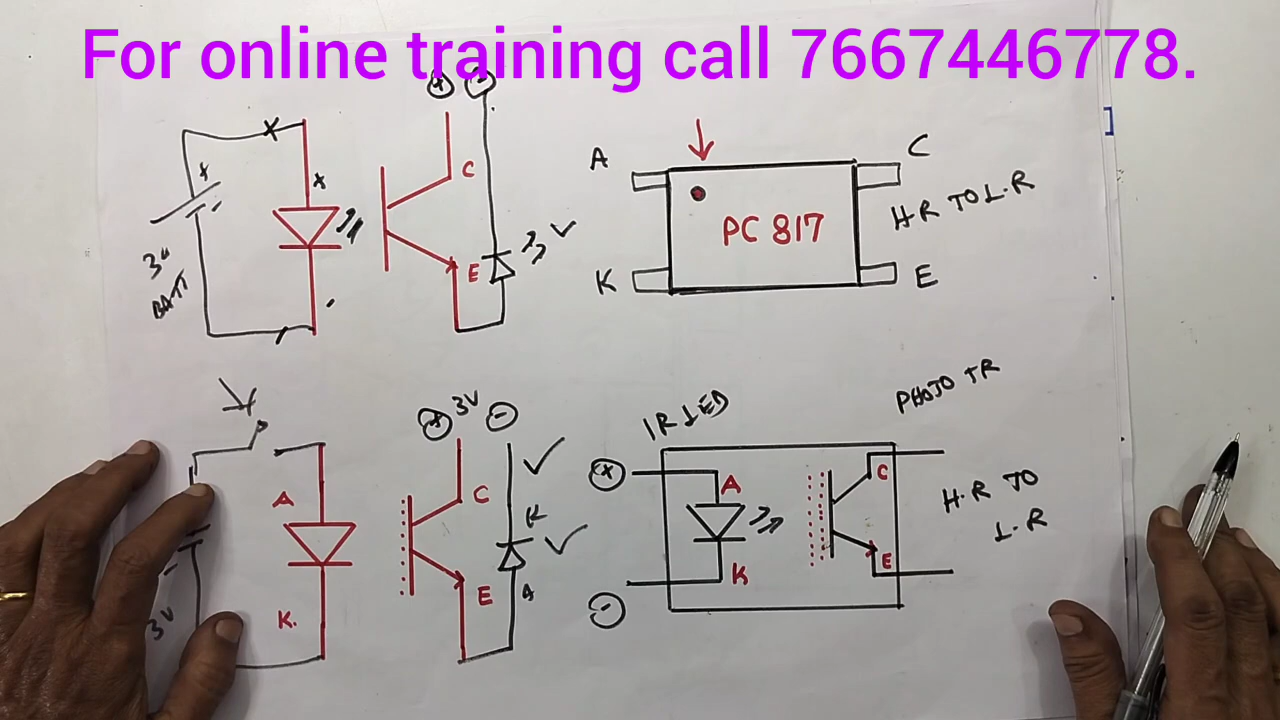 For online training call 7667446778.
+ -
+
+
-
3v
BATT
C
E
A
K
PC 817
C
E
H·R TO L·R
+ 3V -
A
K.
-
3V
C
E
K
A
IR LED
PHOTO TR
+
-
A
K
C
E
H·R TO
L·R